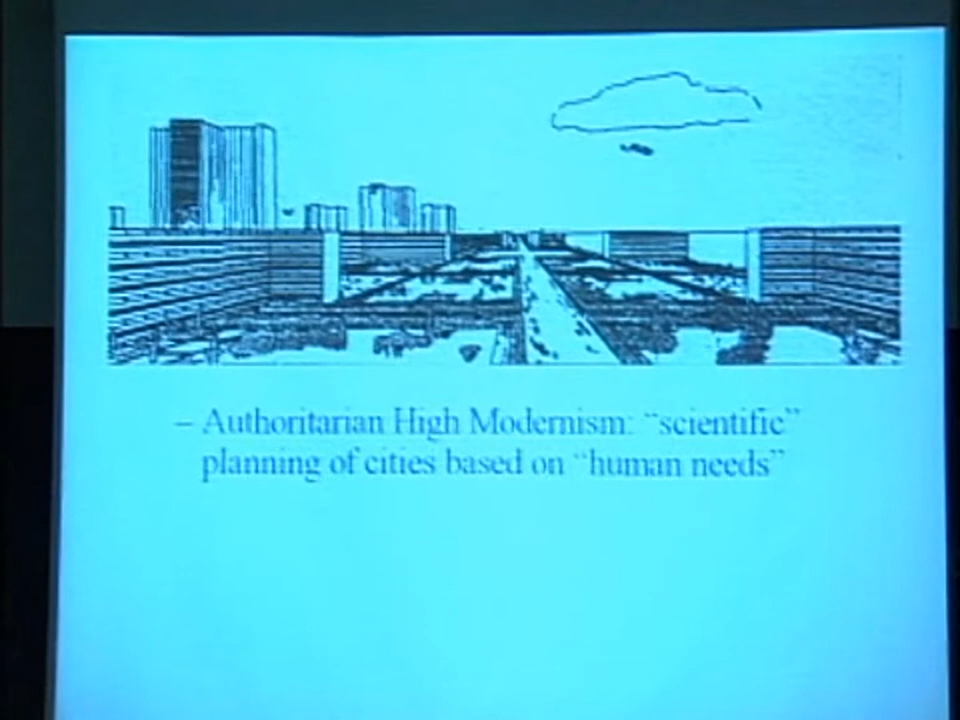 – Authoritarian High Modernism: “scientific”
planning of cities based on “human needs”